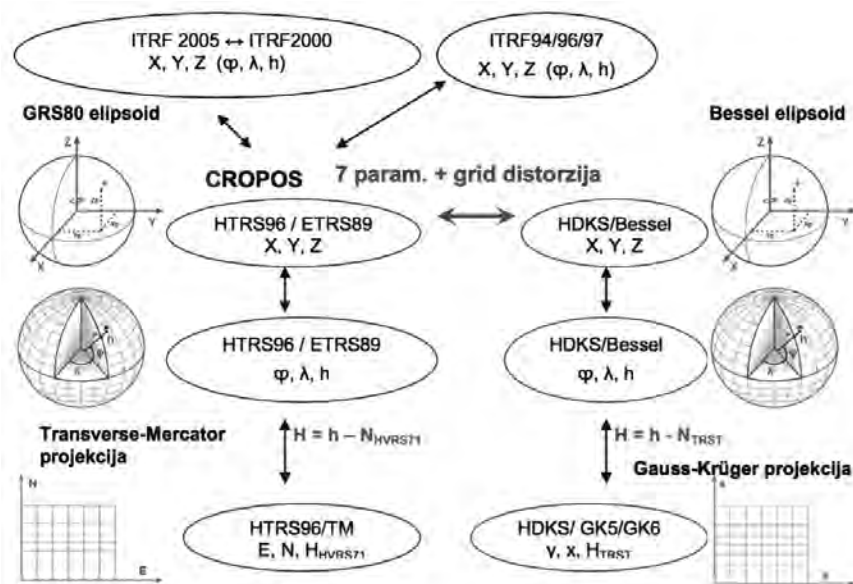 ITRF 2005 ↔ ITRF2000
X, Y, Z (φ, λ, h)
ITRF94/96/97
X, Y, Z (φ, λ, h)
GRS80 elipsoid
Bessel elipsoid
Z
Y
X
CROPOS
7 param. + grid distorzija
Z
Y
X
HTRS96 / ETRS89
X, Y, Z
HDKS/Bessel
X, Y, Z
HTRS96 / ETRS89
φ, λ, h
HDKS/Bessel
φ, λ, h
h
φ
λ
h
φ
λ
Transverse-Mercator
projekcija
H = h – N_HVRS71
H = h - N_TRST
Gauss-Krüger projekcija
N
E
HTRS96/TM
E, N, H_HVRS71
HDKS/ GK5/GK6
y, x, H_TRST